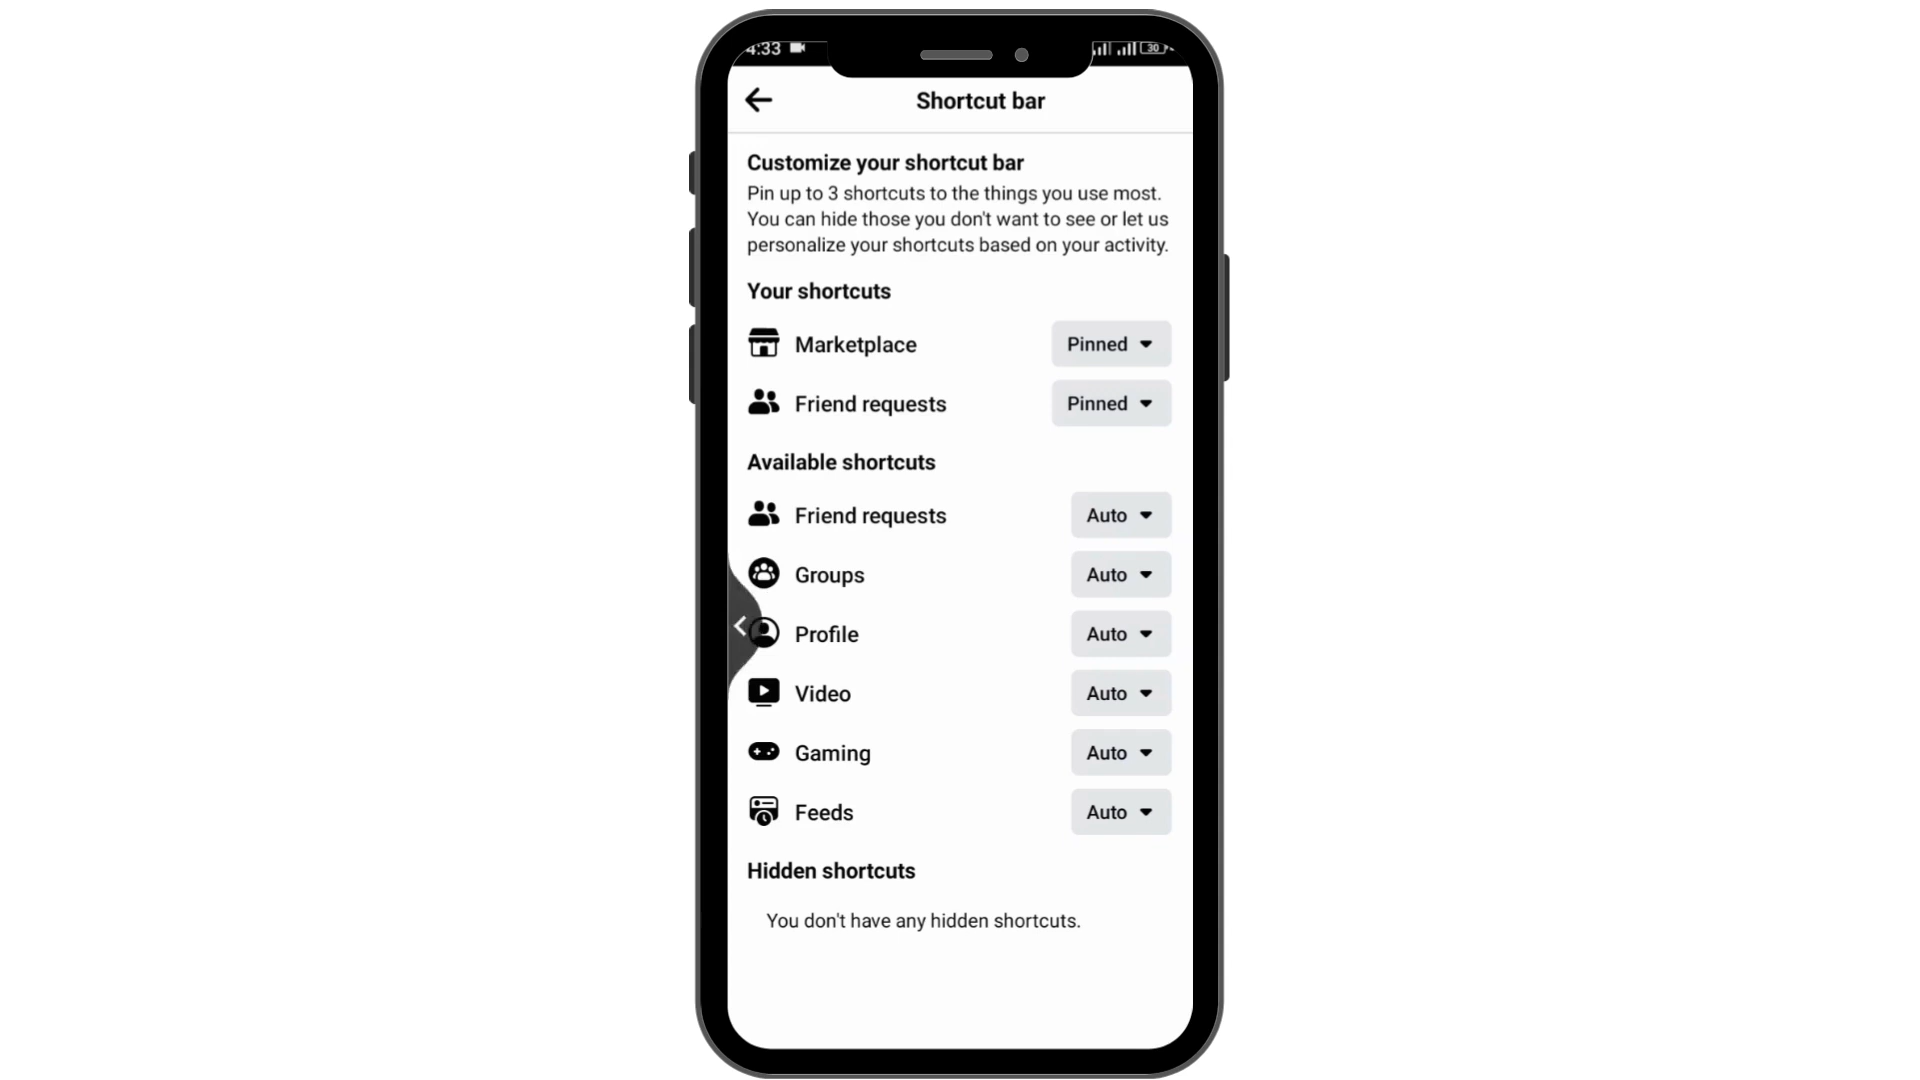 4:33
30
Shortcut bar
Customize your shortcut bar
Pin up to 3 shortcuts to the things you use most.
You can hide those you don't want to see or let us
personalize your shortcuts based on your activity.
Your shortcuts
Marketplace Pinned
Friend requests Pinned
Available shortcuts
Friend requests Auto
Groups Auto
Profile Auto
Video Auto
Gaming Auto
Feeds Auto
Hidden shortcuts
You don't have any hidden shortcuts.